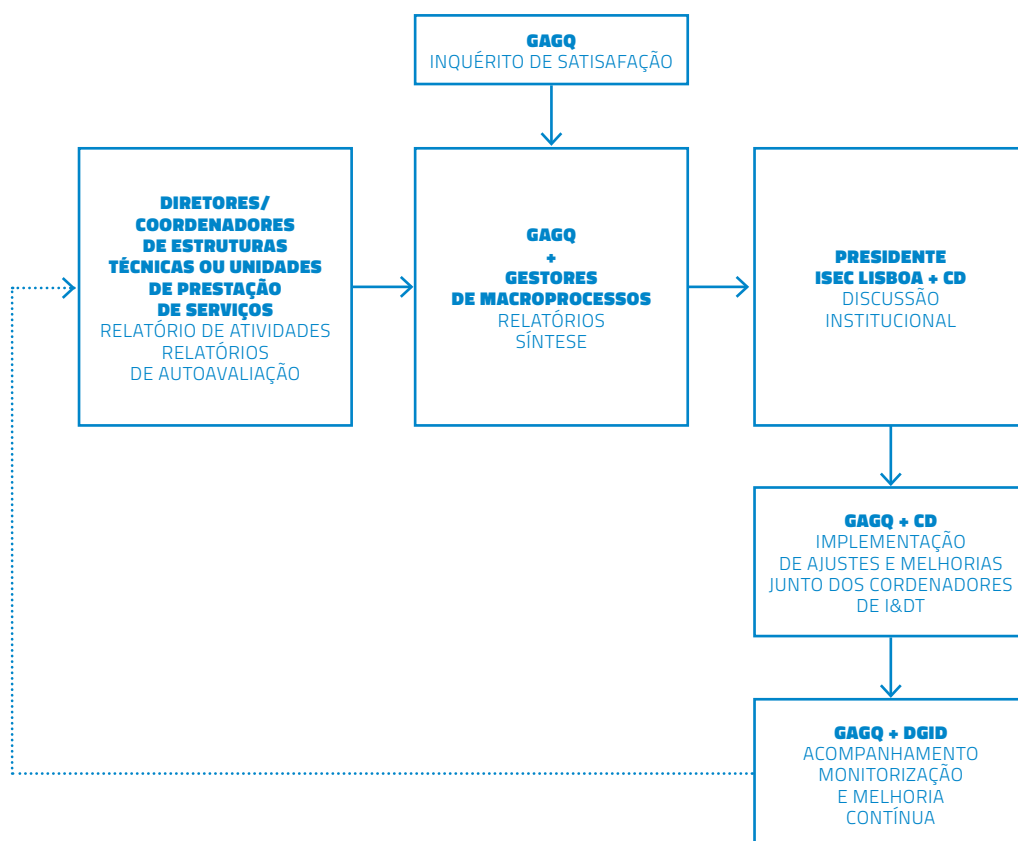 GAGQ
INQUÉRITO DE SATISAFAÇÃO
DIRETORES/
COORDENADORES
DE ESTRUTURAS
TÉCNICAS OU UNIDADES
DE PRESTAÇÃO
DE SERVIÇOS
RELATÓRIO DE ATIVIDADES
RELATÓRIOS
DE AUTOAVALIAÇÃO
GAGQ
+
GESTORES
DE MACROPROCESSOS
RELATÓRIOS
SÍNTESE
PRESIDENTE
ISEC LISBOA + CD
DISCUSSÃO
INSTITUCIONAL
GAGQ + CD
IMPLEMENTAÇÃO
DE AJUSTES E MELHORIAS
JUNTO DOS CORDENADORES
DE I&DT
GAGQ + DGID
ACOMPANHAMENTO
MONITORIZAÇÃO
E MELHORIA
CONTÍNUA